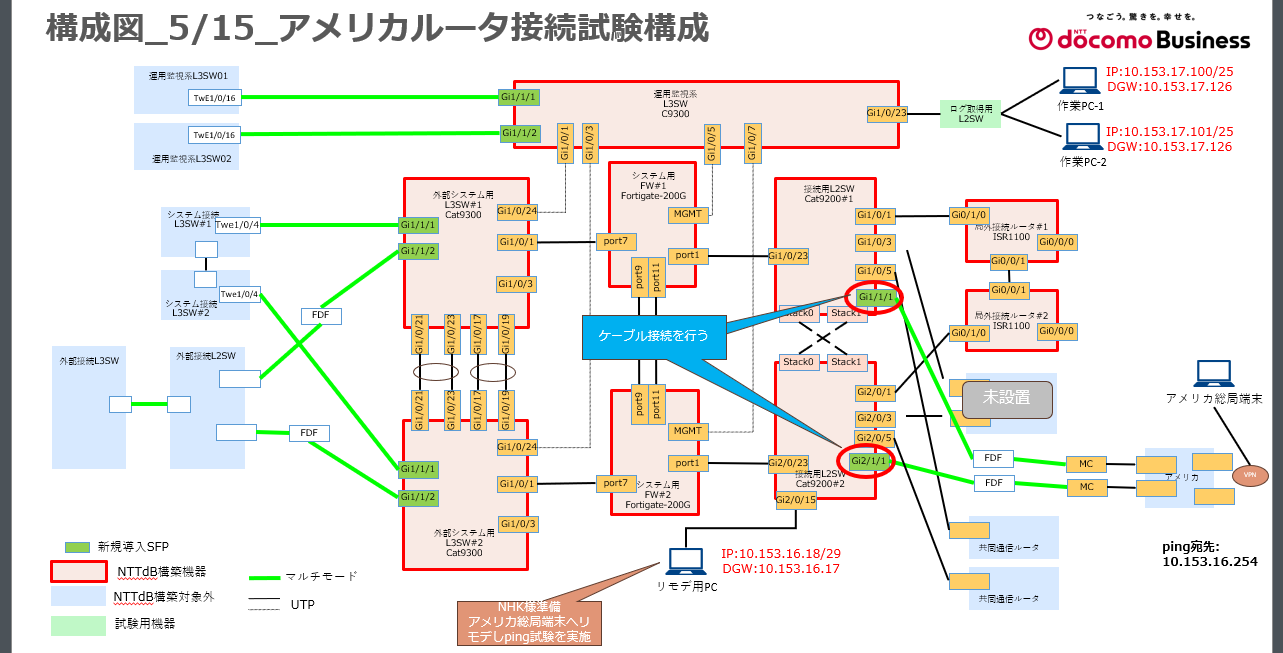 構成図_5/15_アメリカルータ接続試験構成
つなごう。驚きを。幸せを。
NTT
docomo Business
運用監視系L3SW01
TwE1/0/16
TwE1/0/16
運用監視系L3SW02
Gi1/1/1
Gi1/1/2
運用監視系
L3SW
C9300
Gi1/0/23
Gi1/0/1
Gi1/0/3
Gi1/0/5
Gi1/0/7
ログ取得用
L2SW
作業PC-1
IP:10.153.17.100/25
DGW:10.153.17.126
作業PC-2
IP:10.153.17.101/25
DGW:10.153.17.126
システム接続
L3SW#1
Twe1/0/4
Twe1/0/4
システム接続
L3SW#2
FDF
外部接続L3SW
外部接続L2SW
FDF
外部システム用
L3SW#1
Cat9300
Gi1/1/1
Gi1/1/2
Gi1/0/24
Gi1/0/1
Gi1/0/3
Gi1/0/21
Gi1/0/23
Gi1/0/17
Gi1/0/19
Gi1/0/21
Gi1/0/23
Gi1/0/17
Gi1/0/19
Gi1/0/24
Gi1/1/1
Gi1/1/2
Gi1/0/1
Gi1/0/3
外部システム用
L3SW#2
Cat9300
システム用
FW#1
Fortigate-200G
MGMT
port7
port1
port9
port11
port9
port11
MGMT
port1
port7
システム用
FW#2
Fortigate-200G
接続用L2SW
Cat9200#1
Gi1/0/1
Gi1/0/3
Gi1/0/23
Gi1/0/5
Gi1/1/1
Stack0
Stack1
ケーブル接続を行う
Stack0
Stack1
Gi2/0/1
Gi2/0/3
Gi2/0/5
Gi2/1/1
Gi2/0/23
接続用L2SW
Cat9200#2
Gi2/0/15
Gi0/1/0
局外接続ルータ#1
ISR1100
Gi0/0/0
Gi0/0/1
Gi0/0/1
局外接続ルータ#2
ISR1100
Gi0/1/0
Gi0/0/0
未設置
アメリカ総局端末
FDF
MC
FDF
MC
アメリカ
VPN
共同通信ルータ
共同通信ルータ
ping宛先:
10.153.16.254
IP:10.153.16.18/29
DGW:10.153.16.17
リモデ用PC
NHK様準備
アメリカ総局端末へリ
モデしping試験を実施
新規導入SFP
NTTdB構築機器
NTTdB構築対象外
試験用機器
マルチモード
UTP